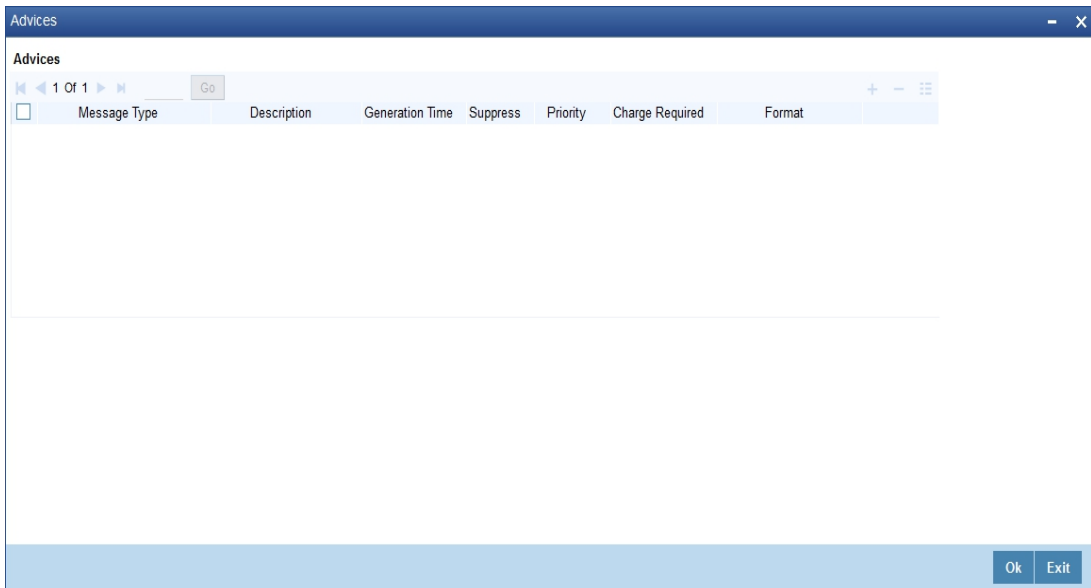 Advices
Advices
1 Of 1 Go
Message Type Description Generation Time Suppress Priority Charge Required Format
Ok Exit